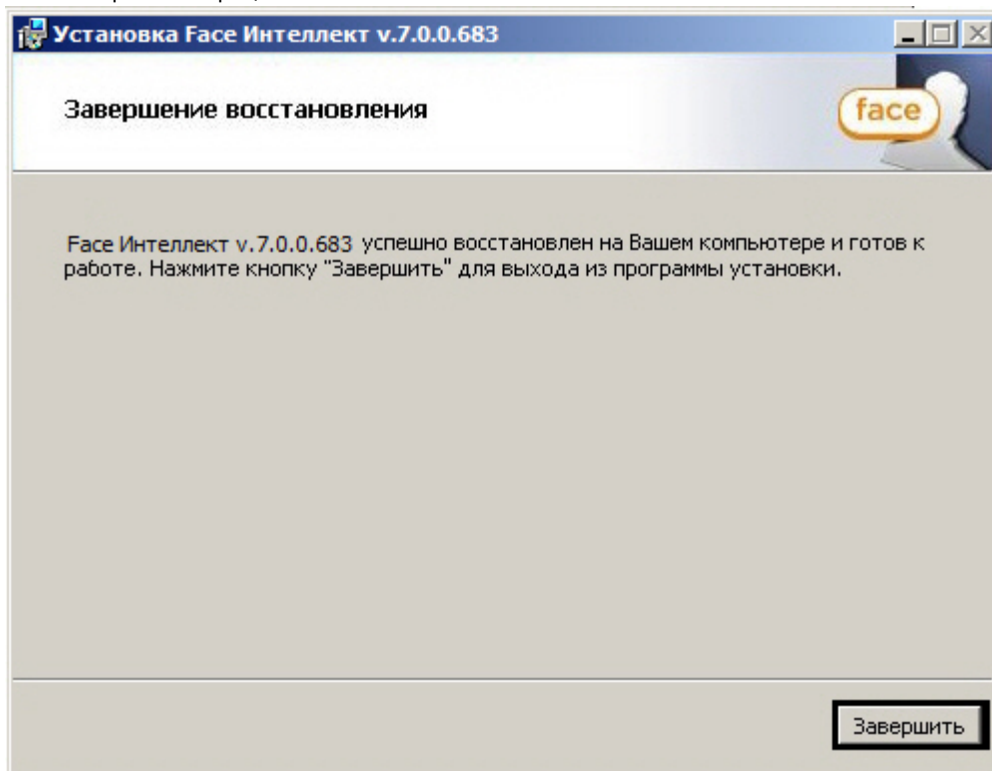 Установка Face Интеллект v.7.0.0.683
Завершение восстановления
face
Face Интеллект v.7.0.0.683 успешно восстановлен на Вашем компьютере и готов к
работе. Нажмите кнопку "Завершить" для выхода из программы установки.
Завершить